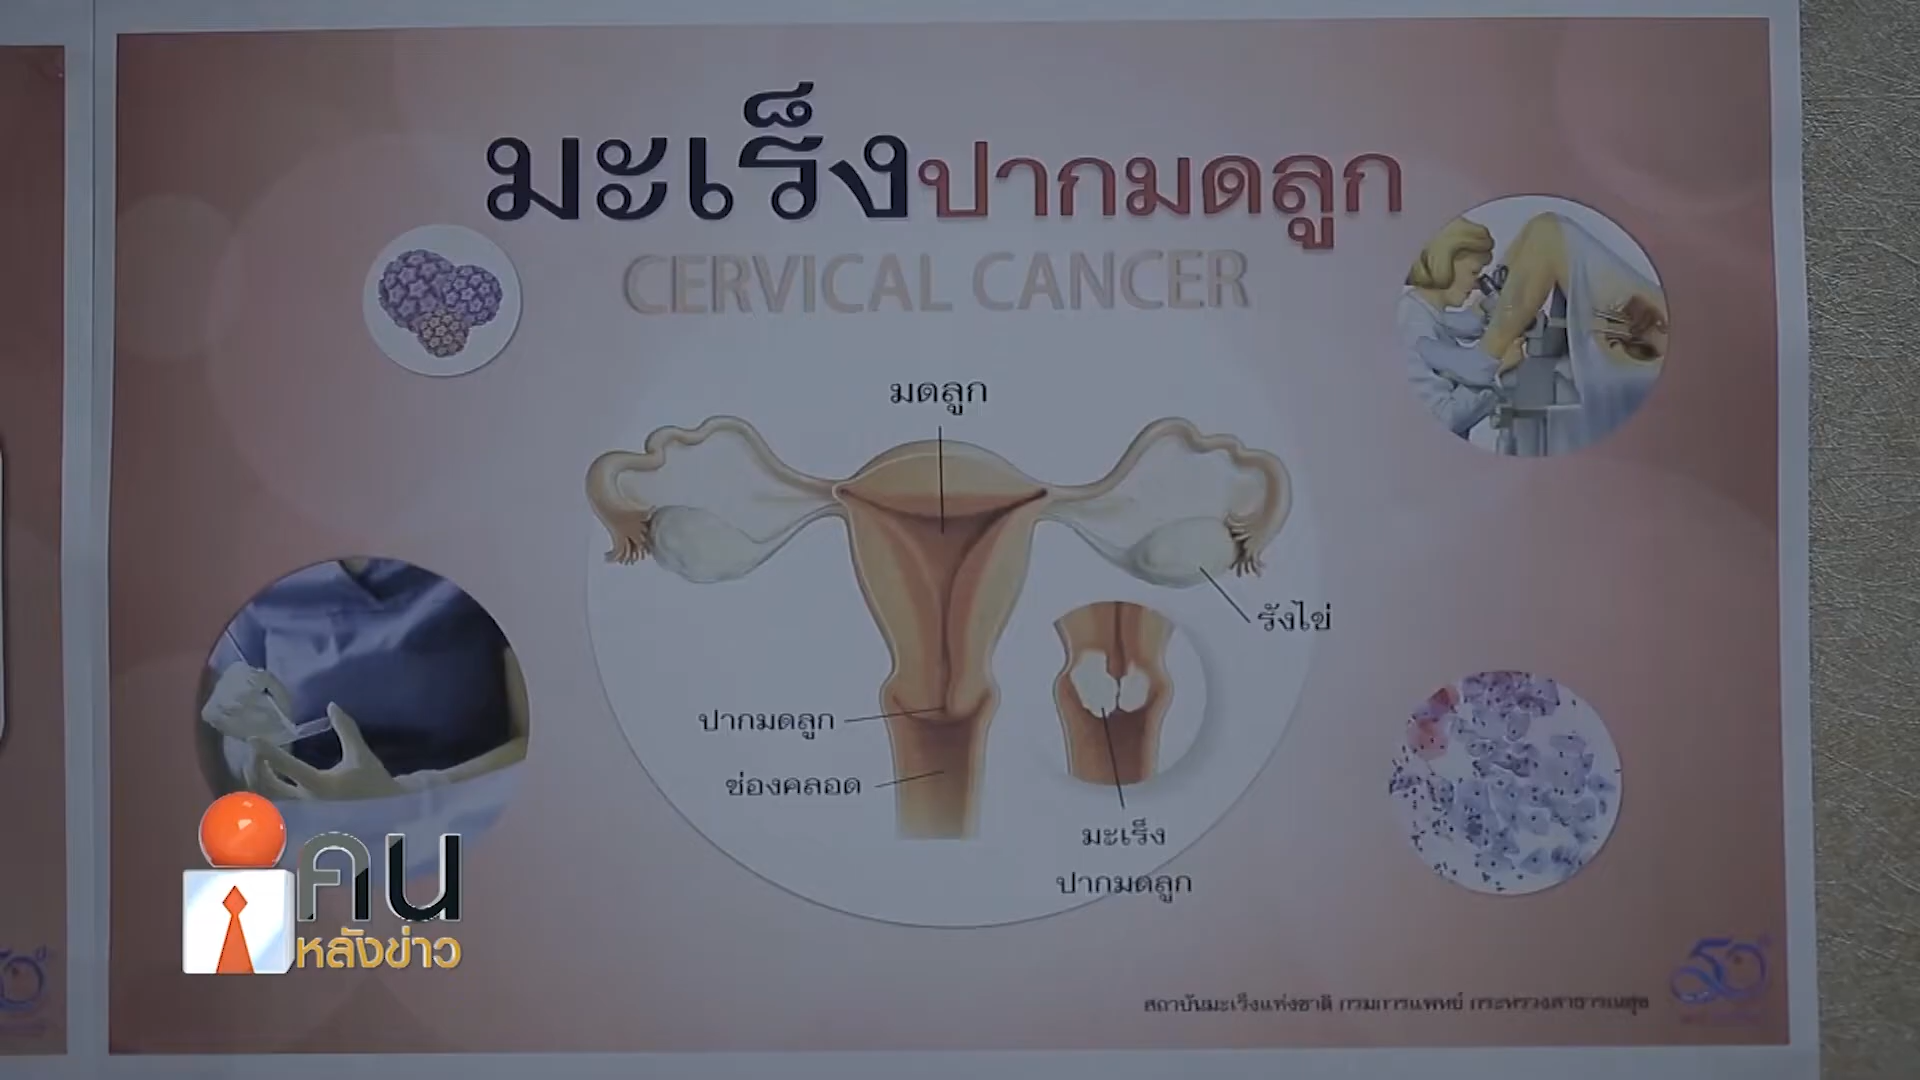 มะเร็งปากมดลูก
CERVICAL CANCER
มดลูก
รังไข่
ปากมดลูก
ช่องคลอด
มะเร็ง
ปากมดลูก
คน
หลังข่าว
สถาบันมะเร็งแห่งชาติ กรมการแพทย์ กระทรวงสาธารณสุข